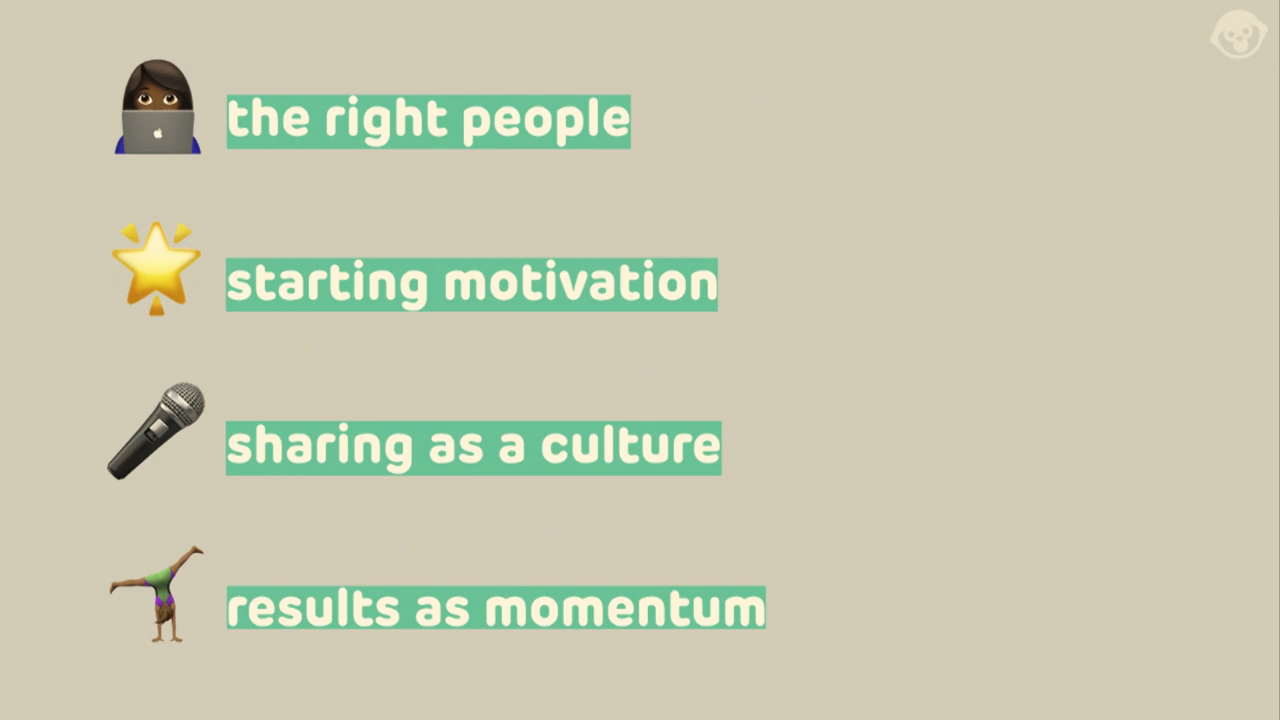 the right people
starting motivation
sharing as a culture
results as momentum